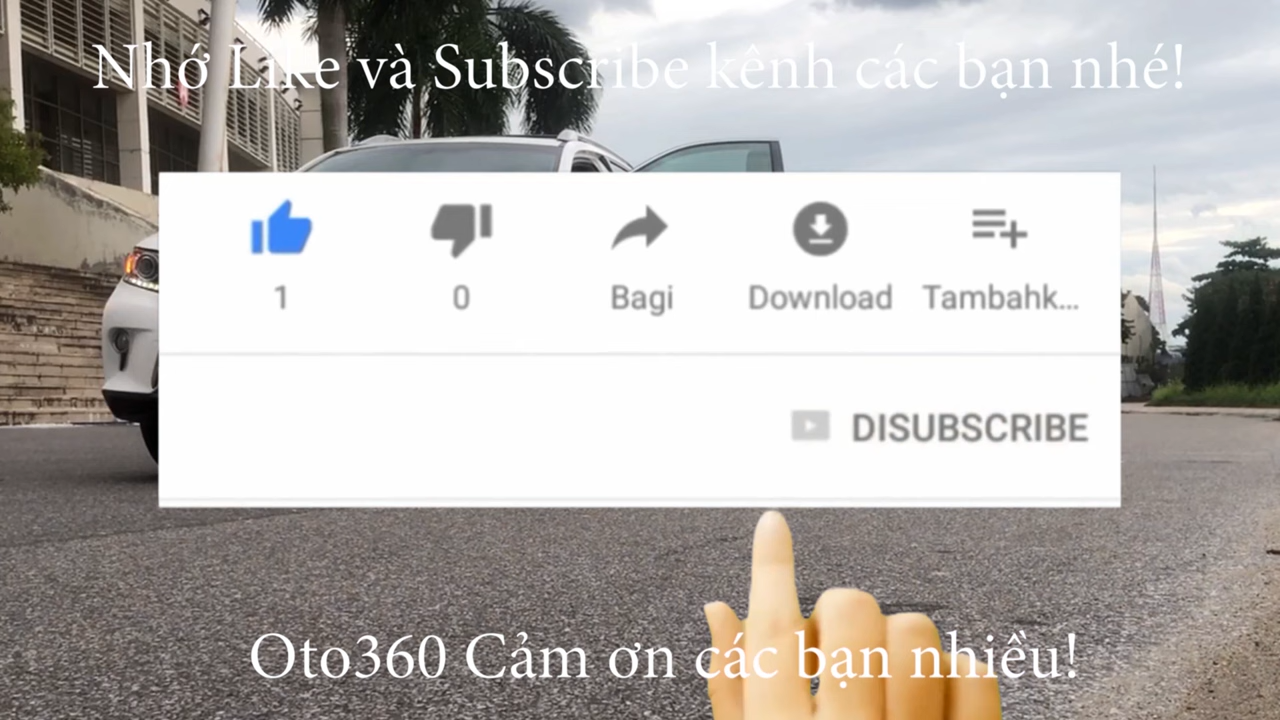 Nhớ Like và Subscribe kênh các bạn nhé!
1 0 Bagi Download Tambahk...
DISUBSCRIBE
Oto360 Cảm ơn các bạn nhiều!